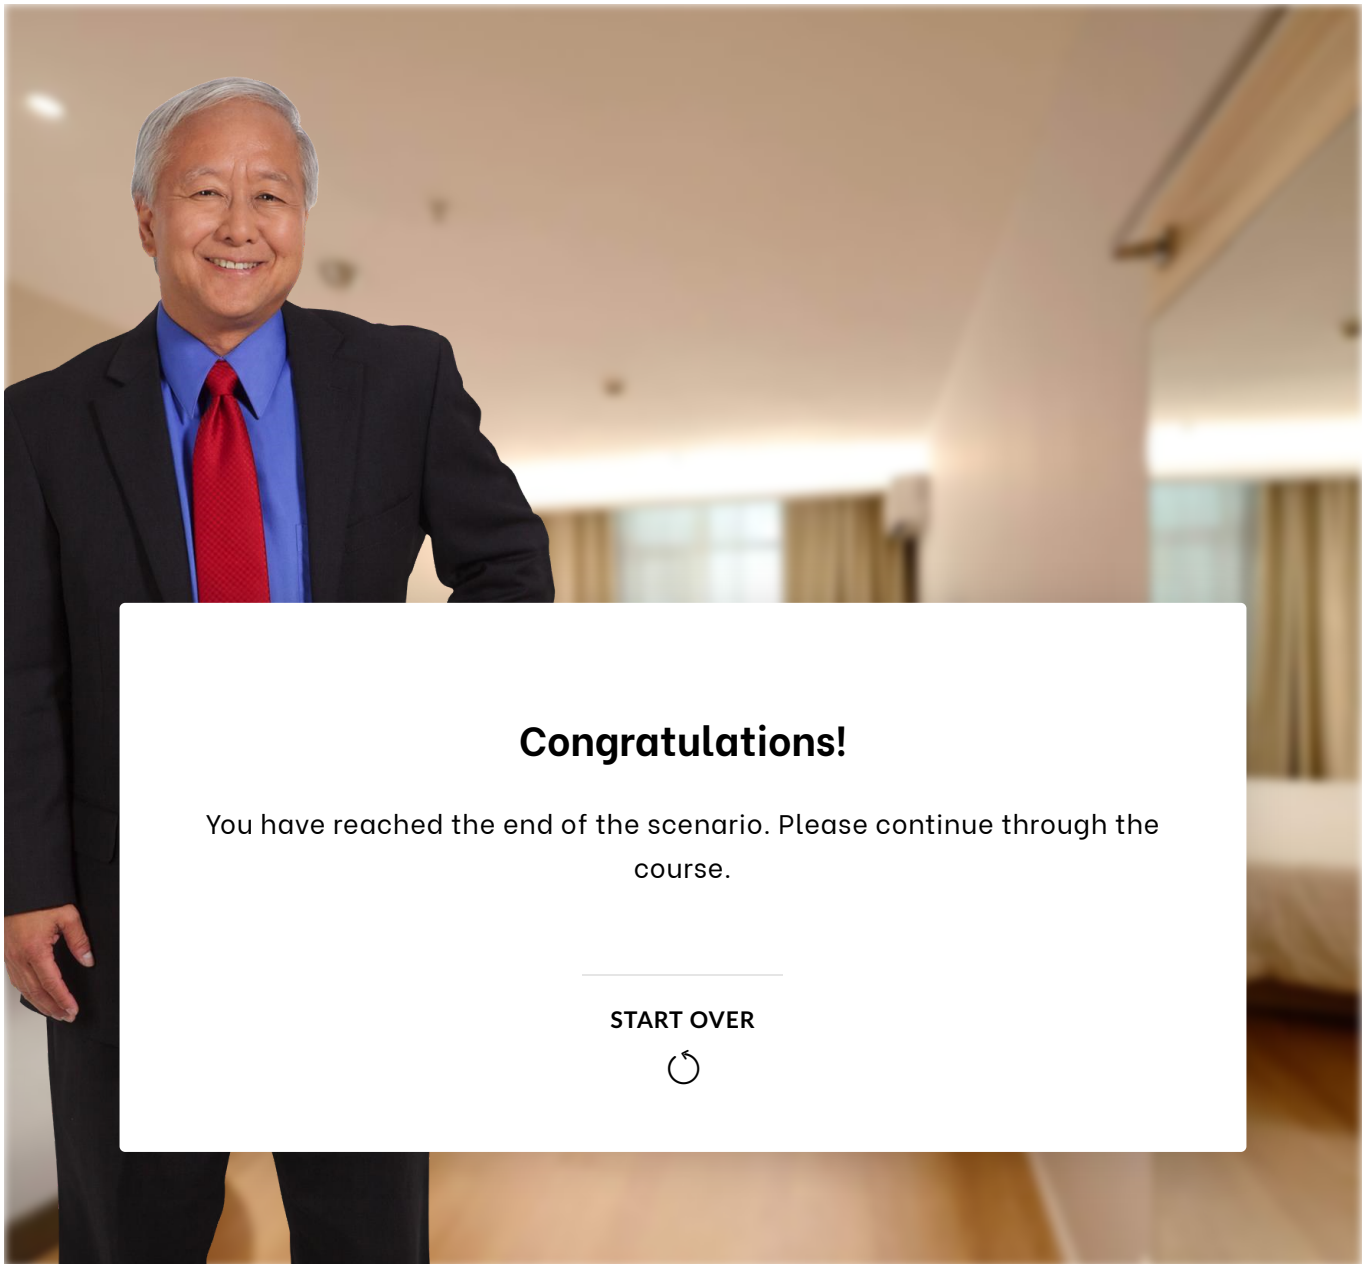 Congratulations!
You have reached the end of the scenario. Please continue through the
course.
START OVER